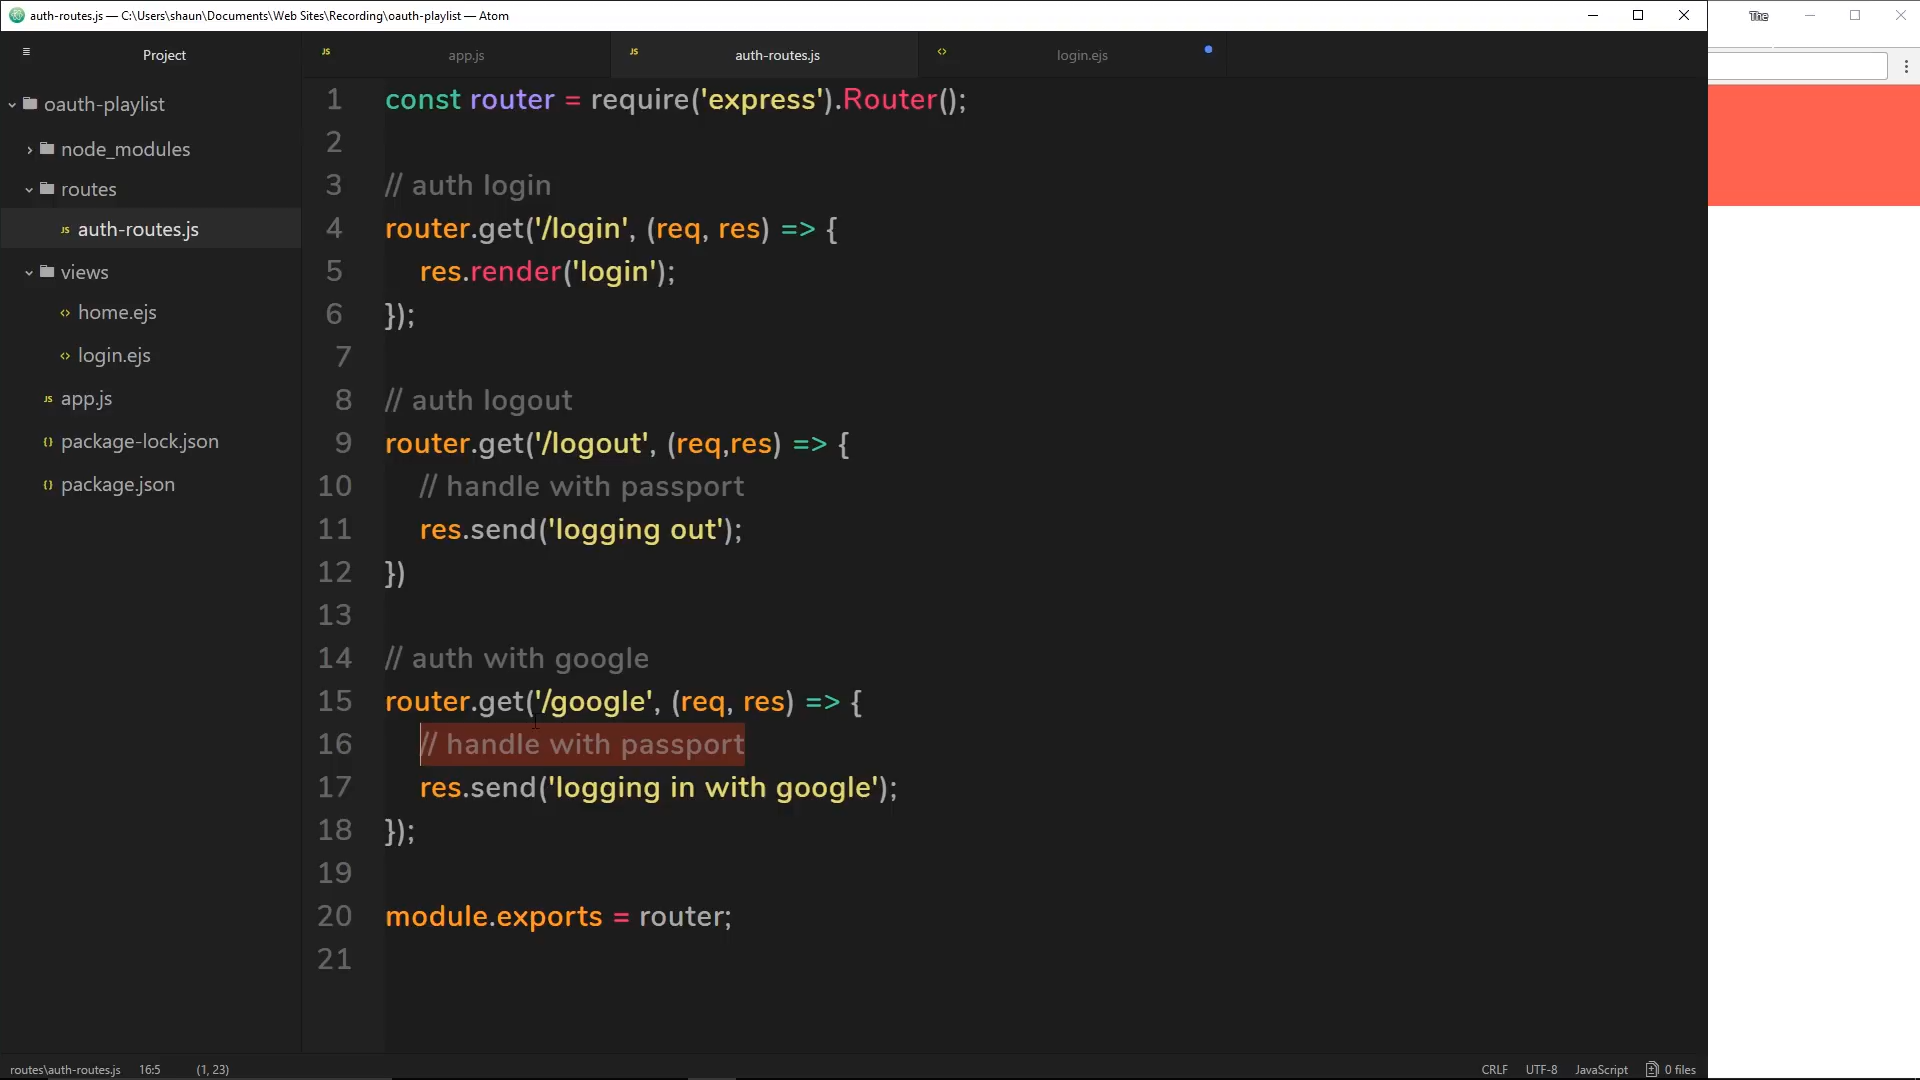 auth-routes.js — C:\Users\shaun\Documents\Web Sites\Recording\oauth-playlist — Atom
The
Project
JS app.js
JS auth-routes.js
<> login.ejs
oauth-playlist
node_modules
routes
JS auth-routes.js
views
<> home.ejs
<> login.ejs
JS app.js
{} package-lock.json
{} package.json
1 const router = require('express').Router();
2
3 // auth login
4 router.get('/login', (req, res) => {
5 res.render('login');
6 });
7
8 // auth logout
9 router.get('/logout', (req,res) => {
10 // handle with passport
11 res.send('logging out');
12 })
13
14 // auth with google
15 router.get('/google', (req, res) => {
16 // handle with passport
17 res.send('logging in with google');
18 });
19
20 module.exports = router;
21
routes\auth-routes.js 16:5 (1, 23) CRLF UTF-8 JavaScript 0 files